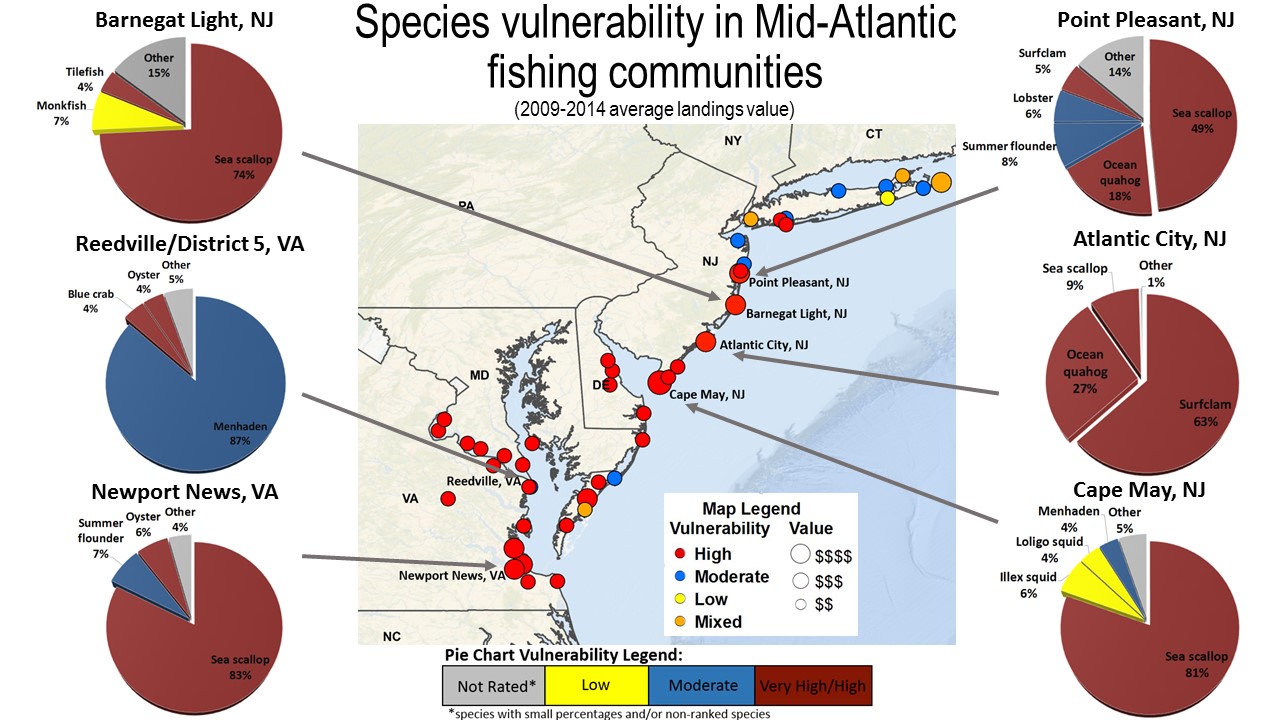 Species vulnerability in Mid-Atlantic
fishing communities
(2009-2014 average landings value)
Barnegat Light, NJ
Other
15%
Tilefish
4%
Monkfish
7%
Sea scallop
74%
Reedville/District 5, VA
Other
5%
Oyster
4%
Blue crab
4%
Menhaden
87%
Newport News, VA
Other
4%
Oyster
6%
Summer
flounder
7%
Sea scallop
83%
NY
CT
PA
NJ
Point Pleasant, NJ
Barnegat Light, NJ
Atlantic City, NJ
MD
DE
Cape May, NJ
Reedville, VA
VA
Newport News, VA
NC
Map Legend
Vulnerability Value
High $$$$
Moderate $$$
Low $$
Mixed
Pie Chart Vulnerability Legend:
Not Rated* Low Moderate Very High/High
*species with small percentages and/or non-ranked species
Point Pleasant, NJ
Surfclam
5%
Other
14%
Lobster
6%
Sea scallop
49%
Summer flounder
8%
Ocean
quahog
18%
Atlantic City, NJ
Sea scallop
9%
Other
1%
Ocean
quahog
27%
Surfclam
63%
Cape May, NJ
Menhaden
4%
Other
5%
Loligo squid
4%
Illex squid
6%
Sea scallop
81%